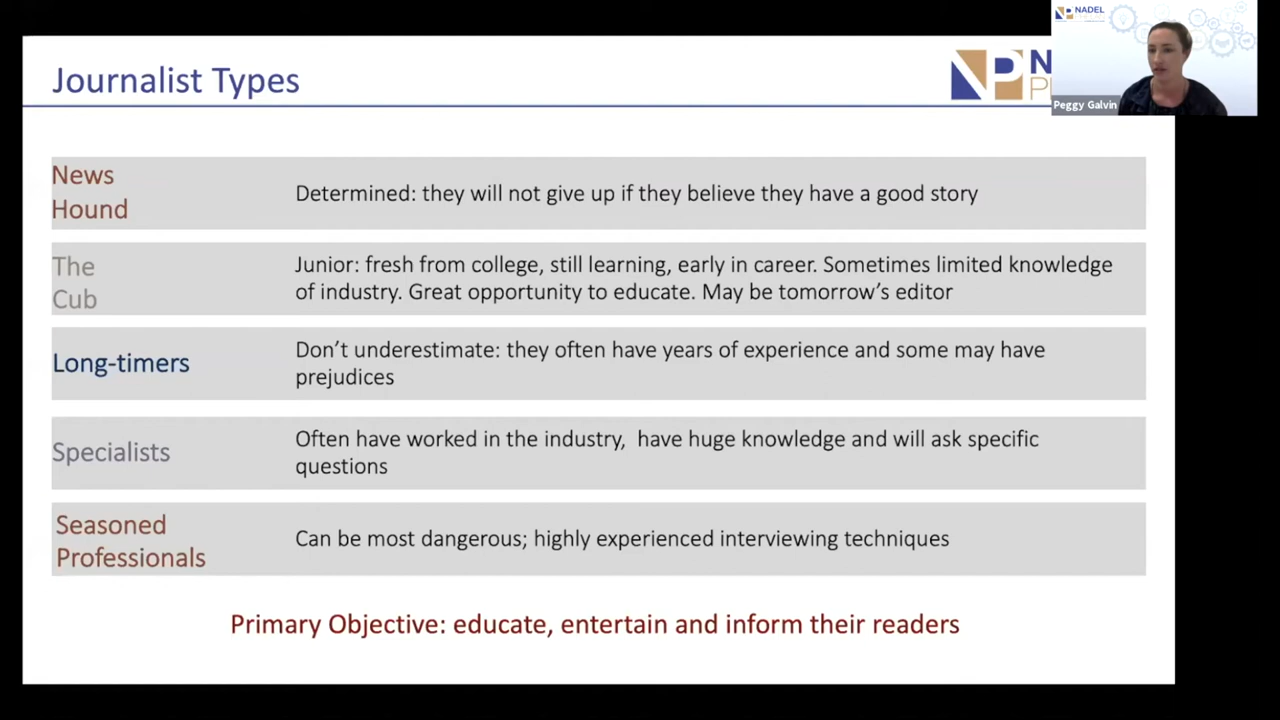 NADEL
Journalist Types
NP
Peggy Galvin
News
Hound
Determined: they will not give up if they believe they have a good story
The
Cub
Junior: fresh from college, still learning, early in career. Sometimes limited knowledge
of industry. Great opportunity to educate. May be tomorrow’s editor
Long-timers
Don’t underestimate: they often have years of experience and some may have
prejudices
Specialists
Often have worked in the industry,  have huge knowledge and will ask specific
questions
Seasoned
Professionals
Can be most dangerous; highly experienced interviewing techniques
Primary Objective: educate, entertain and inform their readers